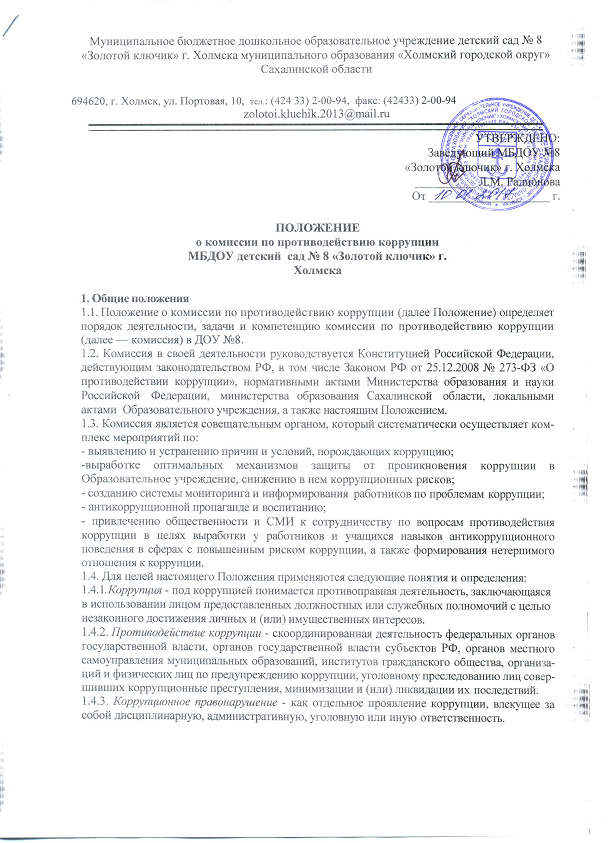 Муниципальное бюджетное дошкольное образовательное учреждение детский сад № 8
«Золотой ключик» г. Холмска муниципального образования «Холмский городской округ»
Сахалинской области
694620, г. Холмск, ул. Портовая, 10, тел.: (424 33) 2-00-94, факс: (42433) 2-00-94
zolotoi.kluchik.2013@mail.ru
УТВЕРЖДЕНО:
Заведующий МБДОУ №8
«Золотой ключик» г. Холмска
Л.М. Радионова
От 10 01 г.
ПОЛОЖЕНИЕ
о комиссии по противодействию коррупции
МБДОУ детский сад № 8 «Золотой ключик» г.
Холмска
1. Общие положения
1.1. Положение о комиссии по противодействию коррупции (далее Положение) определяет
порядок деятельности, задачи и компетенцию комиссии по противодействию коррупции
(далее — комиссия) в ДОУ №8.
1.2. Комиссия в своей деятельности руководствуется Конституцией Российской Федерации,
действующим законодательством РФ, в том числе Законом РФ от 25.12.2008 № 273-ФЗ «О
противодействии коррупции», нормативными актами Министерства образования и науки
Российской Федерации, министерства образования Сахалинской области, локальными
актами Образовательного учреждения, а также настоящим Положением.
1.3. Комиссия является совещательным органом, который систематически осуществляет ком-
плекс мероприятий по:
- выявлению и устранению причин и условий, порождающих коррупцию;
-выработке оптимальных механизмов защиты от проникновения коррупции в
Образовательное учреждение, снижению в нем коррупционных рисков;
- созданию системы мониторинга и информирования работников по проблемам коррупции;
- антикоррупционной пропаганде и воспитанию;
- привлечению общественности и СМИ к сотрудничеству по вопросам противодействия
коррупции в целях выработки у работников и учащихся навыков антикоррупционного
поведения в сферах с повышенным риском коррупции, а также формирования нетерпимого
отношения к коррупции.
1.4. Для целей настоящего Положения применяются следующие понятия и определения:
1.4.1.Коррупция - под коррупцией понимается противоправная деятельность, заключающаяся
в использовании лицом предоставленных должностных или служебных полномочий с целью
незаконного достижения личных и (или) имущественных интересов.
1.4.2. Противодействие коррупции - скоординированная деятельность федеральных органов
государственной власти, органов государственной власти субъектов РФ, органов местного
самоуправления муниципальных образований, институтов гражданского общества, организа-
ций и физических лиц по предупреждению коррупции, уголовному преследованию лиц совер-
шивших коррупционные преступления, минимизации и (или) ликвидации их последствий.
1.4.3. Коррупционное правонарушение - как отдельное проявление коррупции, влекущее за
собой дисциплинарную, административную, уголовную или иную ответственность.